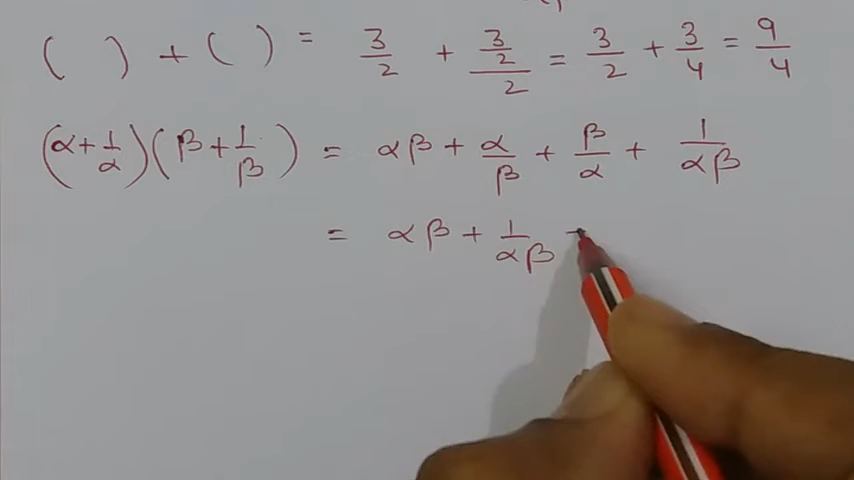 ( ) + ( ) = 3/2 + (3/2)/2 = 3/2 + 3/4 = 9/4
(α + 1/α)(β + 1/β) = αβ + α/β + β/α + 1/αβ
= αβ + 1/αβ